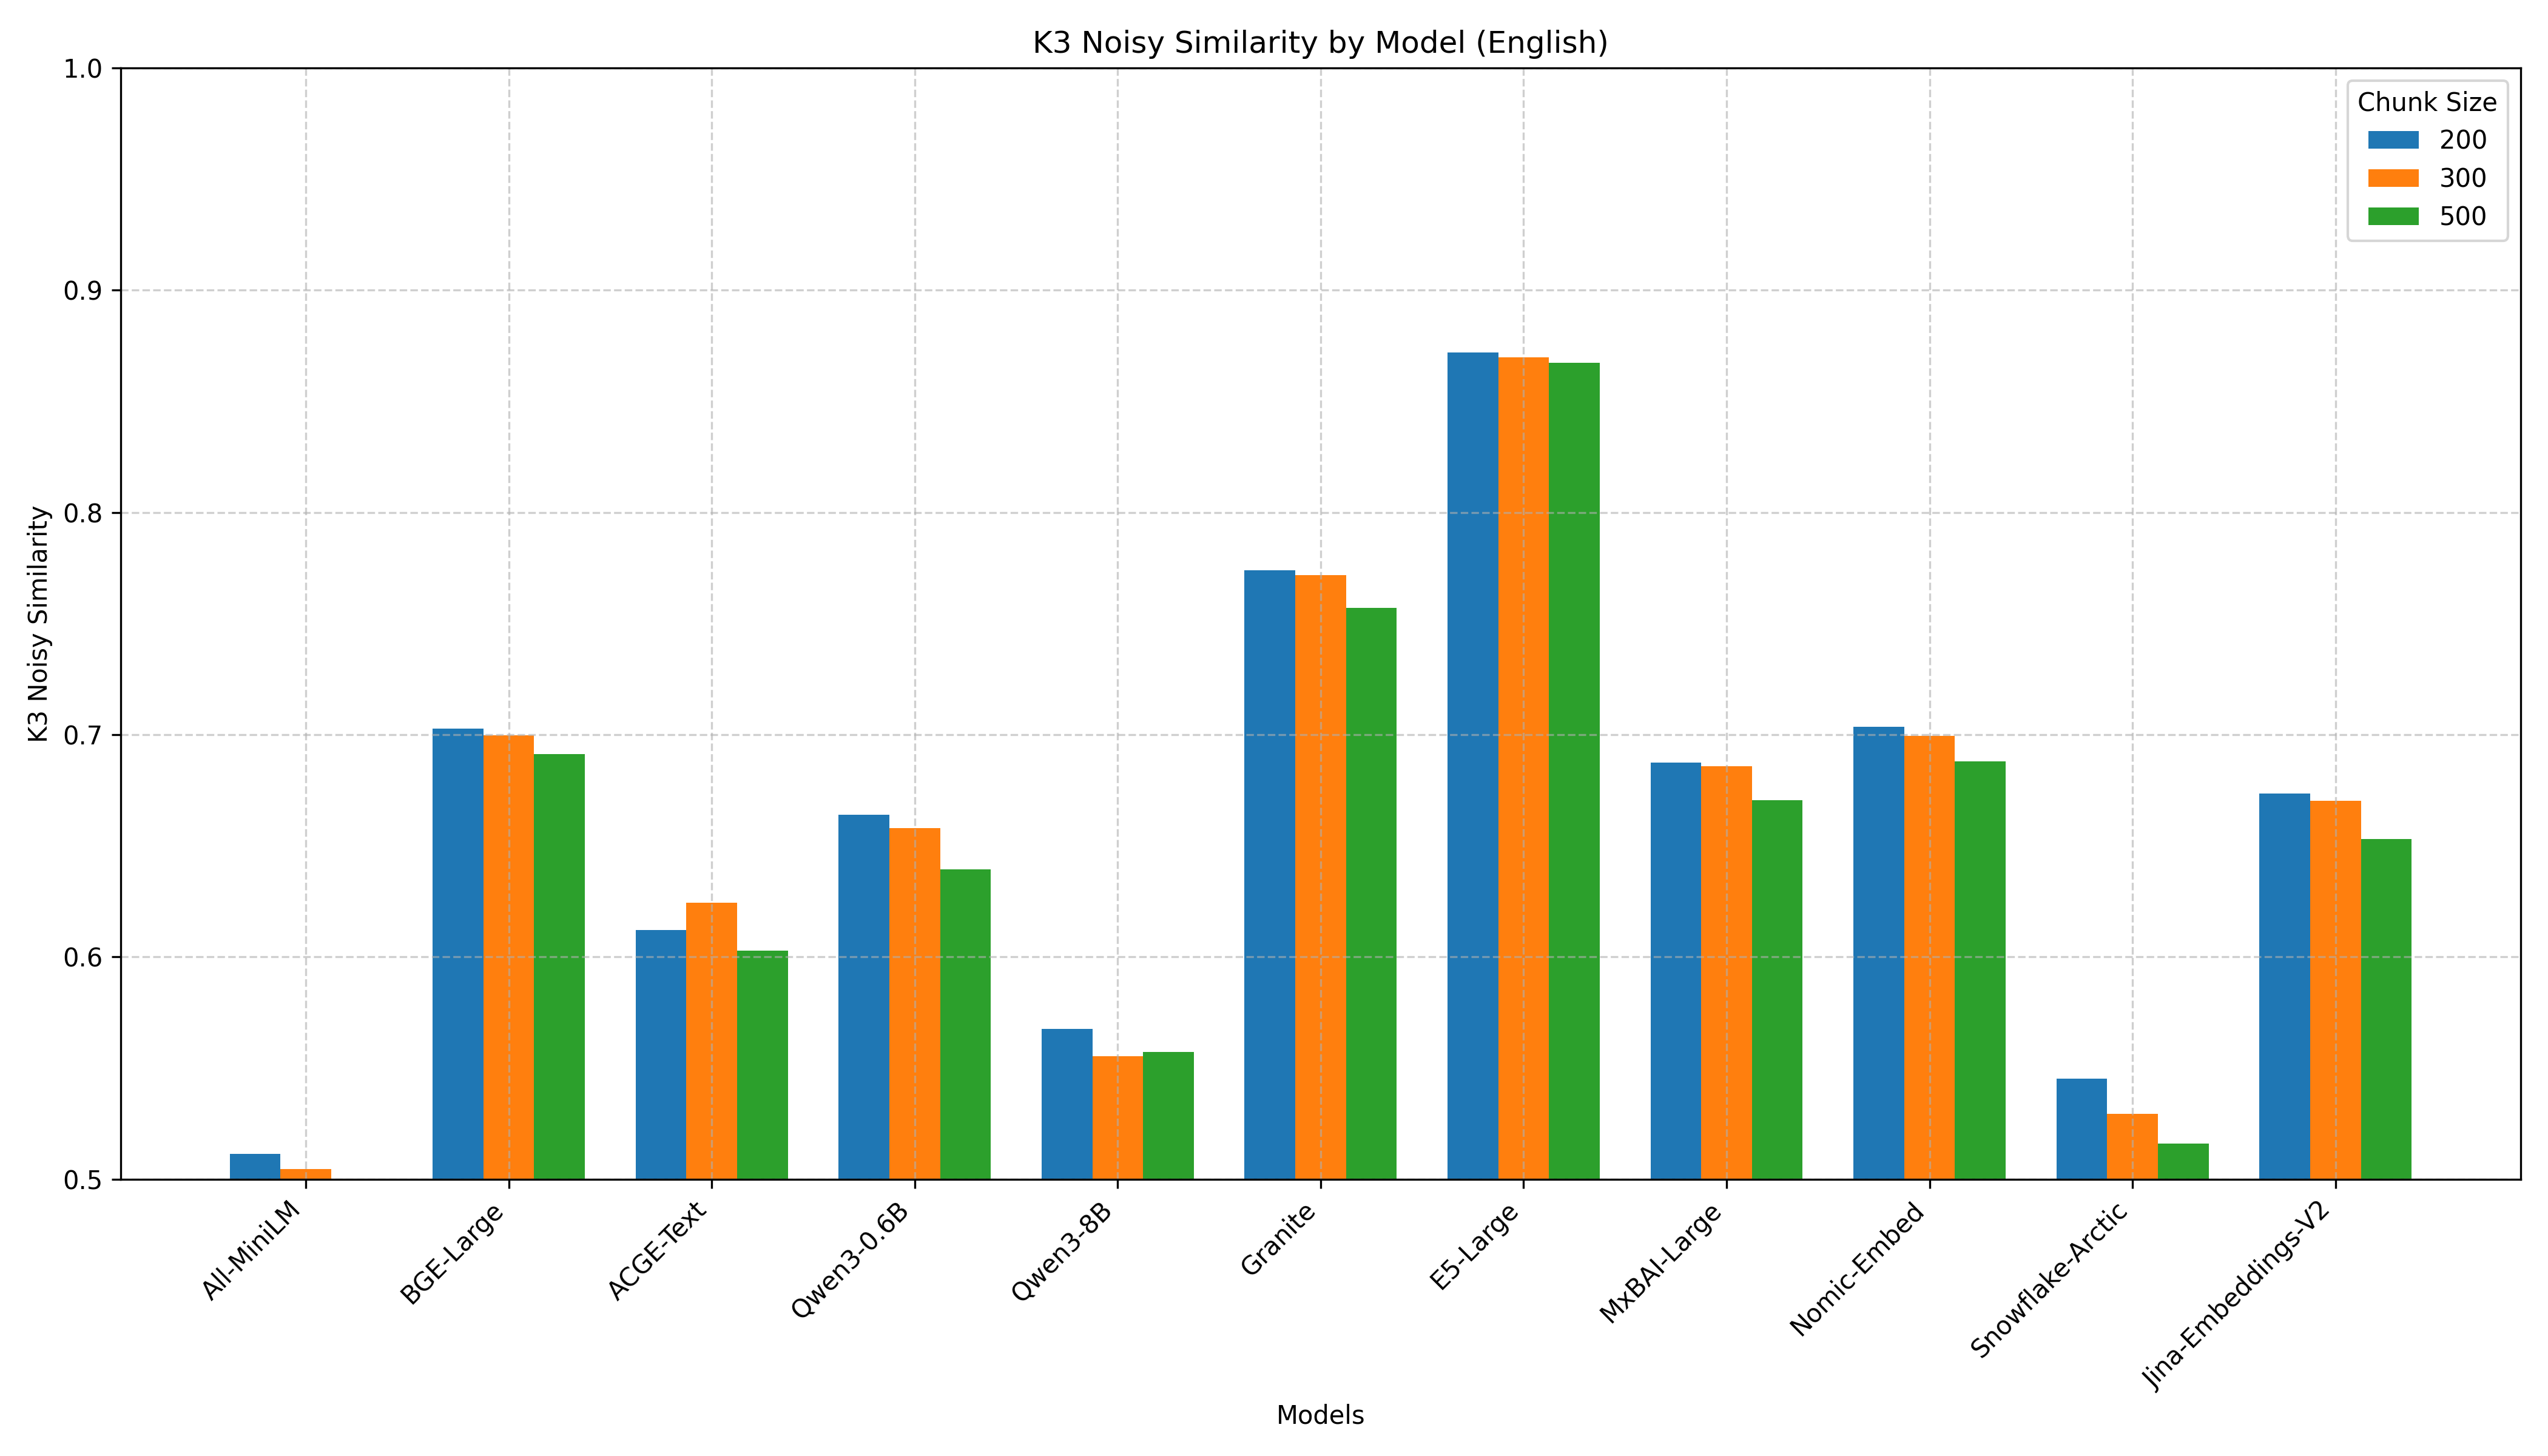 K3 Noisy Similarity by Model (English)
1.0
0.9
0.8
0.7
0.6
0.5
K3 Noisy Similarity
Chunk Size
200
300
500
All-MiniLM
BGE-Large
ACGE-Text
Qwen3-0.6B
Qwen3-8B
Granite
E5-Large
MxBAI-Large
Nomic-Embed
Snowflake-Arctic
Jina-Embeddings-V2
Models